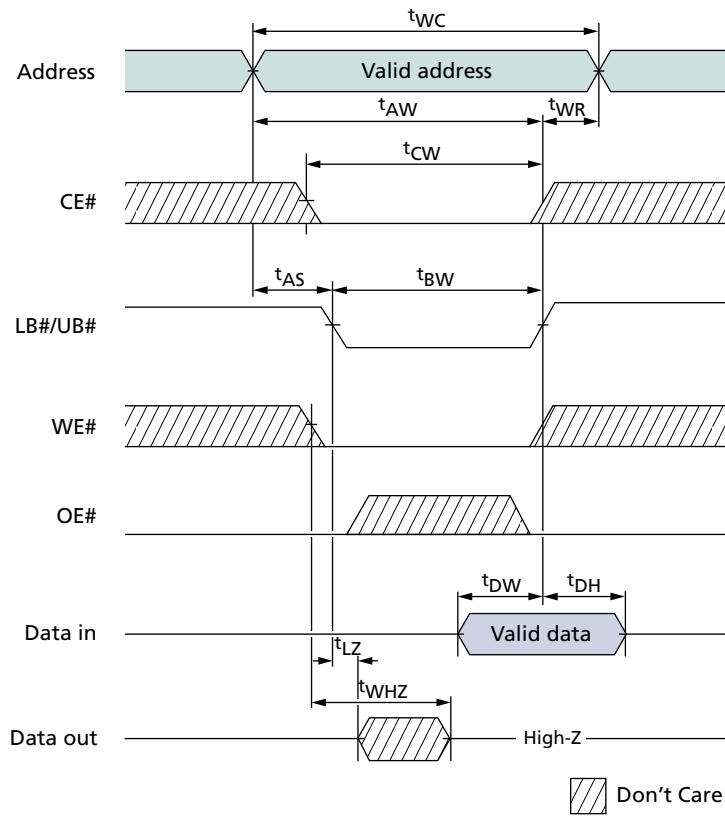 tWC
Address
Valid address
tAW
tWR
tCW
CE#
tAS
tBW
LB#/UB#
WE#
OE#
tDW
tDH
Data in
Valid data
tLZ
tWHZ
Data out
High-Z
Don't Care